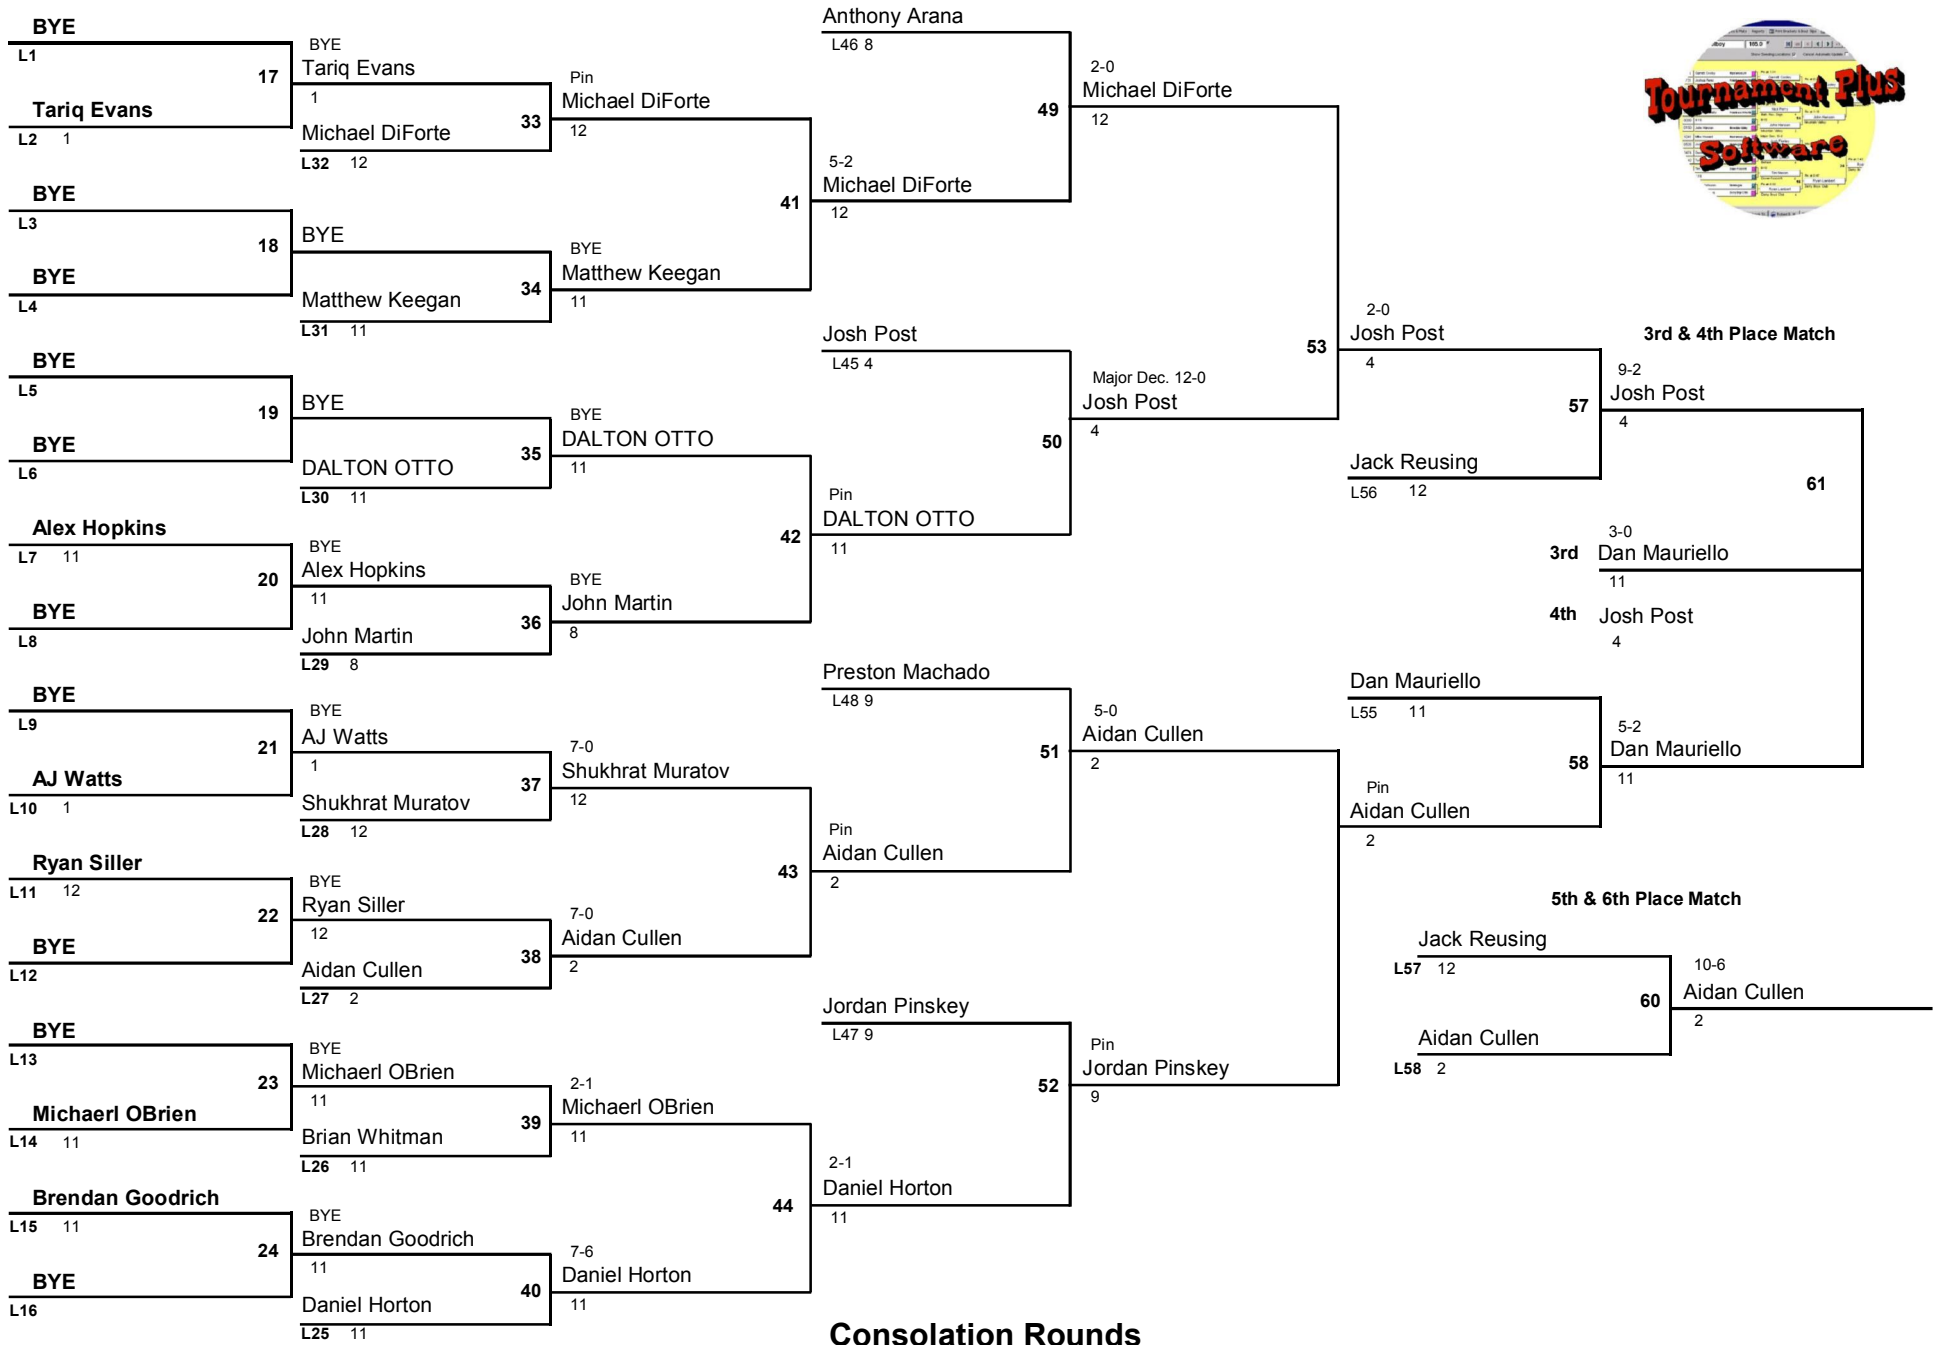 BYE
L1
17
Tariq Evans
L2 1
BYE
L3
18
BYE
L4
BYE
L5
19
BYE
L6
Alex Hopkins
L7 11
20
BYE
L8
BYE
L9
21
AJ Watts
L10 1
Ryan Siller
L11 12
22
BYE
L12
BYE
L13
23
Michaerl OBrien
L14 11
Brendan Goodrich
L15 11
24
BYE
L16
BYE
Tariq Evans
1
33
Michael DiForte
L32 12
BYE
34
Matthew Keegan
L31 11
BYE
35
DALTON OTTO
L30 11
BYE
Alex Hopkins
11
36
John Martin
L29 8
BYE
AJ Watts
1
37
Shukhrat Muratov
L28 12
BYE
Ryan Siller
12
38
Aidan Cullen
L27 2
BYE
Michaerl OBrien
11
39
Brian Whitman
L26 11
BYE
Brendan Goodrich
11
40
Daniel Horton
L25 11
Pin
Michael DiForte
12
41
BYE
Matthew Keegan
11
BYE
DALTON OTTO
11
42
BYE
John Martin
8
7-0
Shukhrat Muratov
12
43
7-0
Aidan Cullen
2
2-1
Michaerl OBrien
11
44
7-6
Daniel Horton
11
Anthony Arana
L46 8
49
5-2
Michael DiForte
12
Josh Post
L45 4
50
Pin
DALTON OTTO
11
Preston Machado
L48 9
51
Pin
Aidan Cullen
2
Jordan Pinskey
L47 9
52
2-1
Daniel Horton
11
2-0
Michael DiForte
12
53
Major Dec. 12-0
Josh Post
4
5-0
Aidan Cullen
2
Pin
Jordan Pinskey
9
2-0
Josh Post
4
57
Jack Reusing
L56 12
Dan Mauriello
L55 11
58
Pin
Aidan Cullen
2
3rd & 4th Place Match
9-2
Josh Post
4
61
3-0
3rd Dan Mauriello
11
4th Josh Post
4
5-2
Dan Mauriello
11
5th & 6th Place Match
Jack Reusing
L57 12
60
Aidan Cullen
L58 2
10-6
Aidan Cullen
2
Tournament Plus
Software
Consolation Rounds